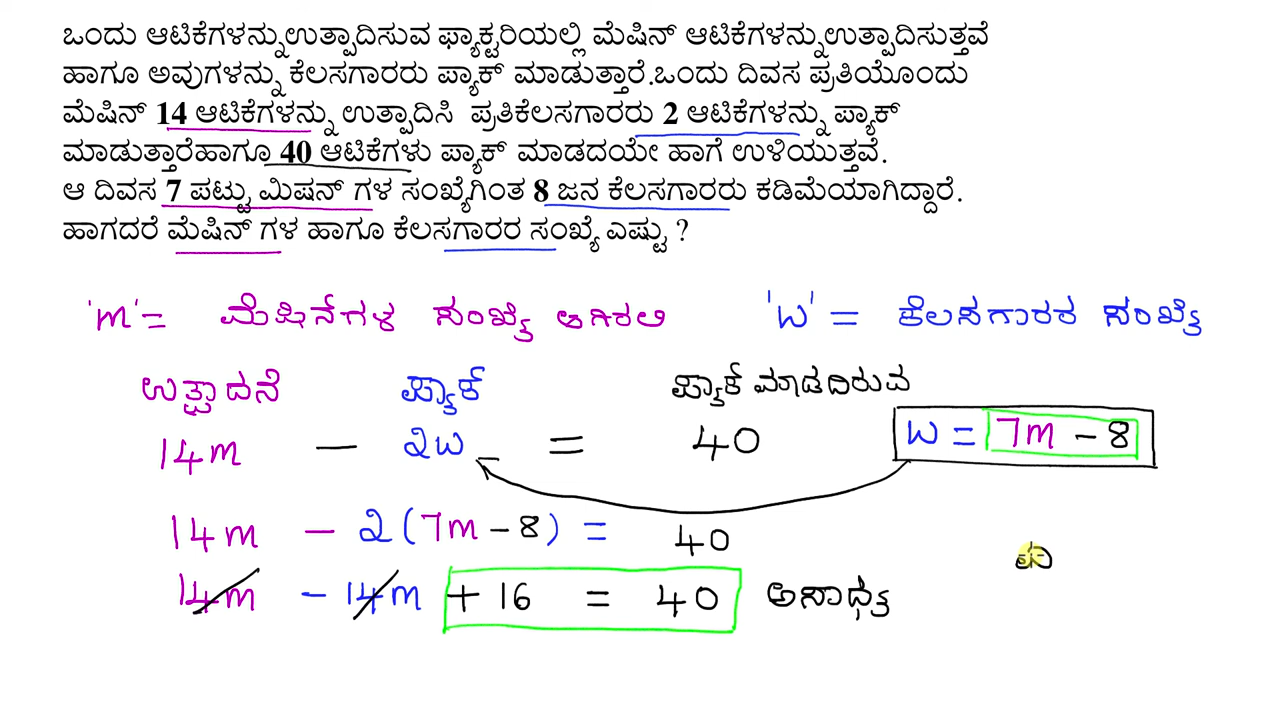 ಒಂದು ಆಟಿಕೆಗಳನ್ನುಉತ್ಪಾದಿಸುವ ಫ್ಯಾಕ್ಟರಿಯಲ್ಲಿ ಮೆಷಿನ್ ಆಟಿಕೆಗಳನ್ನುಉತ್ಪಾದಿಸುತ್ತವೆ
ಹಾಗೂ ಅವುಗಳನ್ನು ಕೆಲಸಗಾರರು ಪ್ಯಾಕ್ ಮಾಡುತ್ತಾರೆ.ಒಂದು ದಿವಸ ಪ್ರತಿಯೊಂದು
ಮೆಷಿನ್ 14 ಆಟಿಕೆಗಳನ್ನು ಉತ್ಪಾದಿಸಿ ಪ್ರತಿಕೆಲಸಗಾರರು 2 ಆಟಿಕೆಗಳನ್ನು ಪ್ಯಾಕ್
ಮಾಡುತ್ತಾರೆಹಾಗೂ 40 ಆಟಿಕೆಗಳು ಪ್ಯಾಕ್ ಮಾಡದಯೇ ಹಾಗೆ ಉಳಿಯುತ್ತವೆ.
ಆ ದಿವಸ 7 ಪಟ್ಟು ಮಿಷನ್ ಗಳ ಸಂಖ್ಯೆಗಿಂತ 8 ಜನ ಕೆಲಸಗಾರರು ಕಡಿಮೆಯಾಗಿದ್ದಾರೆ.
ಹಾಗದರೆ ಮೆಷಿನ್ ಗಳ ಹಾಗೂ ಕೆಲಸಗಾರರ ಸಂಖ್ಯೆ ಎಷ್ಟು ?
'm' = ಮೆಷಿನೆಗಳ ಸಂಖ್ಯೆ ಆಗಿರಲಿ 'w' = ಕೆಲಸಗಾರರ ಸಂಖ್ಯೆ
ಉತ್ಪಾದನೆ ಪ್ಯಾಕ್ ಪ್ಯಾಕ್ ಮಾಡದಿರುವ
14m - 2w = 40 w = 7m - 8
14m - 2(7m - 8) = 40
14m - 14m + 16 = 40 ಅಸಾಧ್ಯ